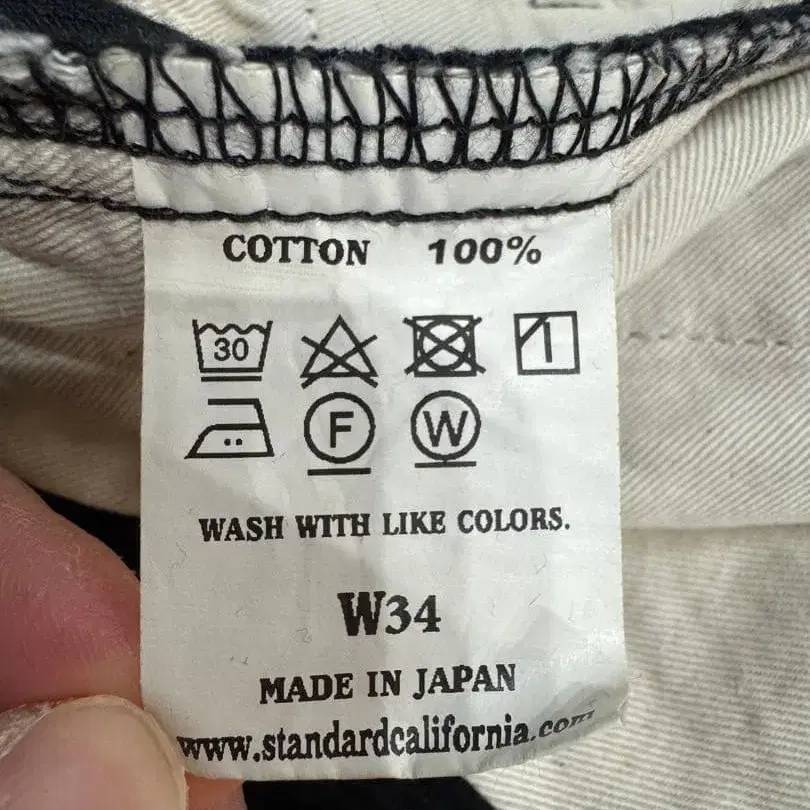 COTTON 100%
30
F W
WASH WITH LIKE COLORS.
W34
MADE IN JAPAN
www.standardcalifornia.com